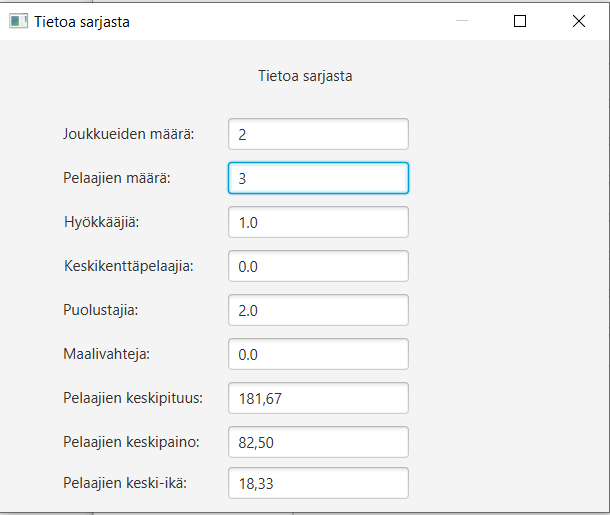 Tietoa sarjasta
Tietoa sarjasta
Joukkueiden määrä: 2
Pelaajien määrä: 3
Hyökkääjiä: 1.0
Keskikenttäpelaajia: 0.0
Puolustajia: 2.0
Maalivahteja: 0.0
Pelaajien keskipituus: 181,67
Pelaajien keskipaino: 82,50
Pelaajien keski-ikä: 18,33